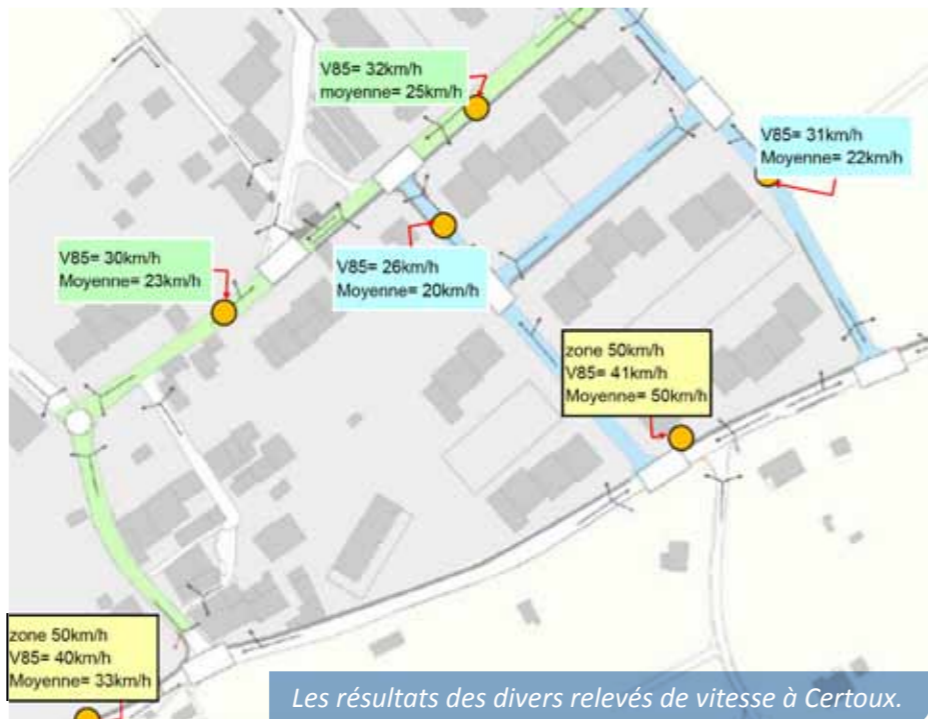 V85= 32km/h
moyenne= 25km/h
V85= 31km/h
Moyenne= 22km/h
V85= 30km/h
Moyenne= 23km/h
V85= 26km/h
Moyenne= 20km/h
zone 50km/h
V85= 41km/h
Moyenne= 50km/h
zone 50km/h
V85= 40km/h
Moyenne= 33km/h
Les résultats des divers relevés de vitesse à Certoux.